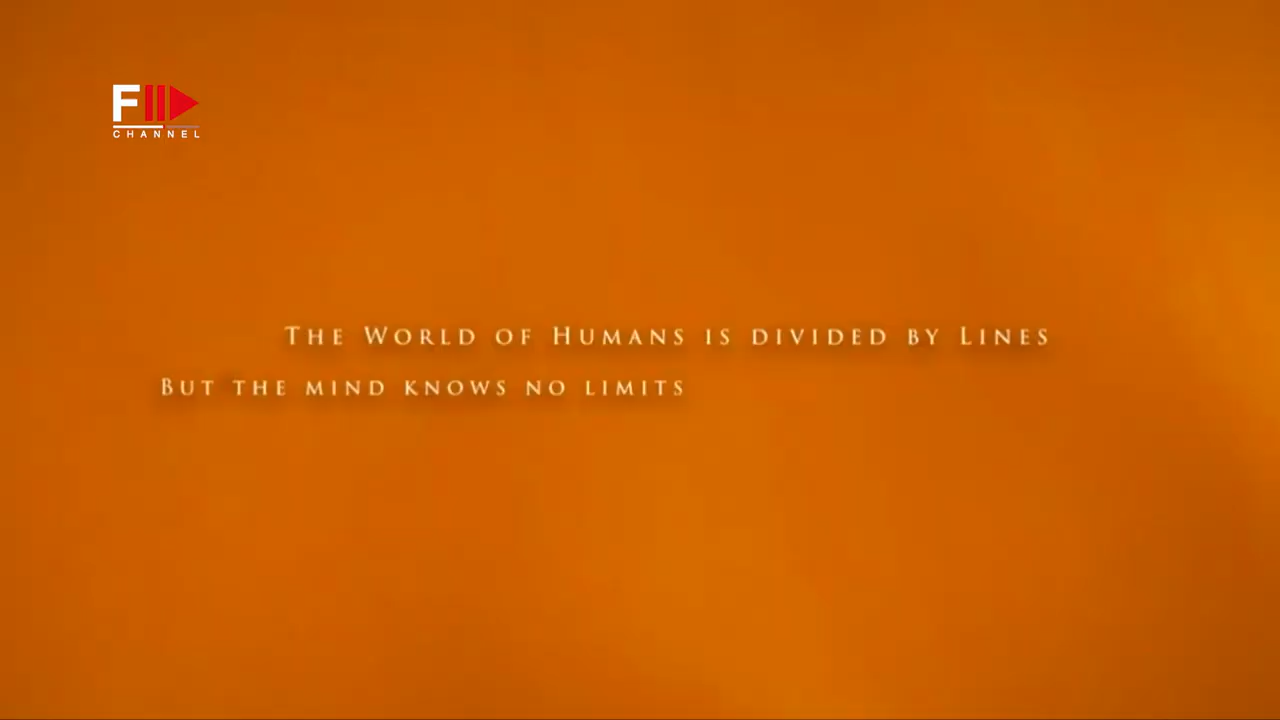 F
CHANNEL
The World of Humans is divided by Lines
But the mind knows no limits